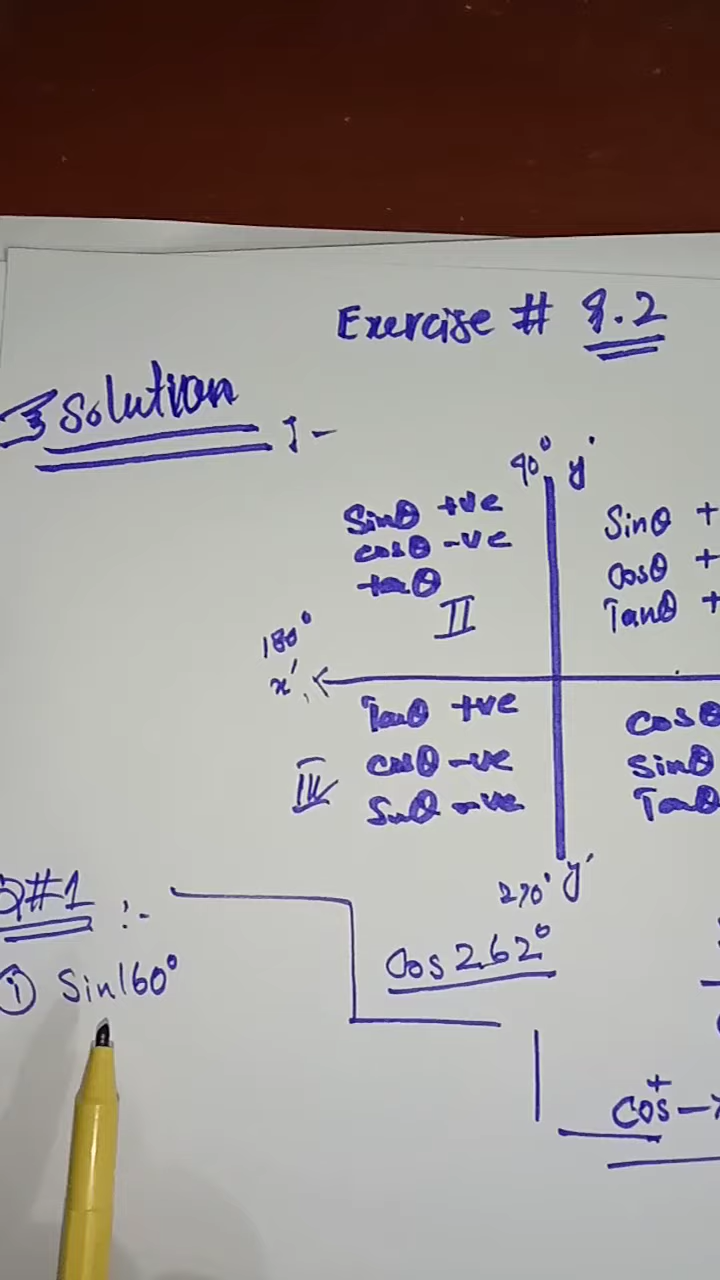 Exercise # 9.2
Solution :-
90° y
Sinθ +ve
cosθ -ve
tanθ
II
Sinθ +
Cosθ +
Tanθ +
180°
x'
Tanθ +ve
cosθ -ve
Sinθ -ve
III
cosθ
sinθ
Tanθ
270° y'
Q#1 :-
① Sin160°
Cos 262°
+
Cos